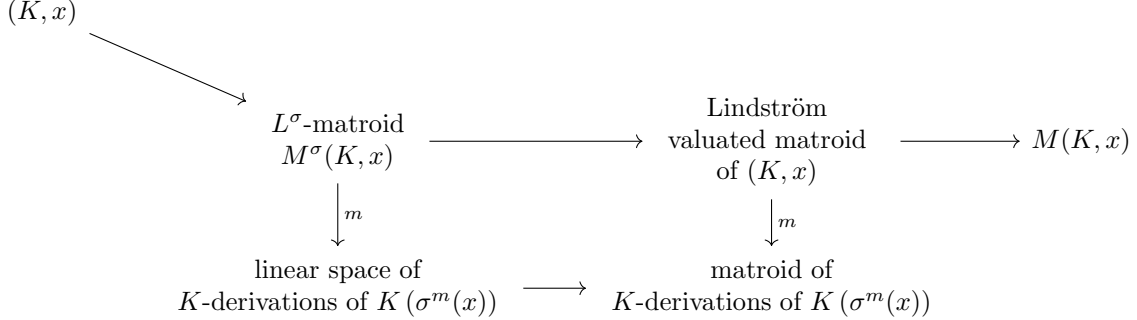 (K, x)
L^σ-matroid
M^σ(K, x)
Lindström
valuated matroid
of (K, x)
M(K, x)
m
m
linear space of
K-derivations of K (σ^m(x))
matroid of
K-derivations of K (σ^m(x))